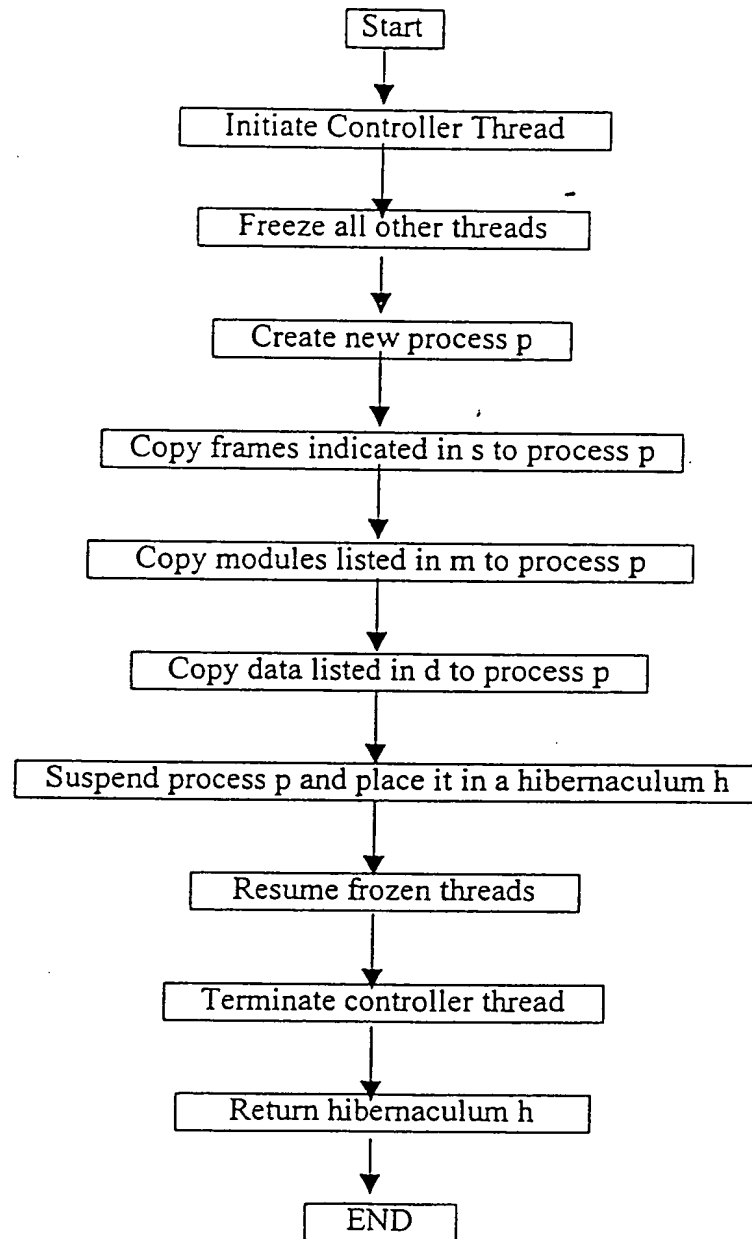 Start
Initiate Controller Thread
Freeze all other threads
Create new process p
Copy frames indicated in s to process p
Copy modules listed in m to process p
Copy data listed in d to process p
Suspend process p and place it in a hibernaculum h
Resume frozen threads
Terminate controller thread
Return hibernaculum h
END